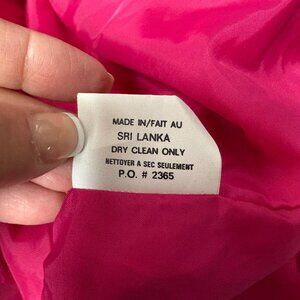 MADE IN/FAIT AU
SRI LANKA
DRY CLEAN ONLY
NETTOYER A SEC SEULEMENT
P.O. # 2365